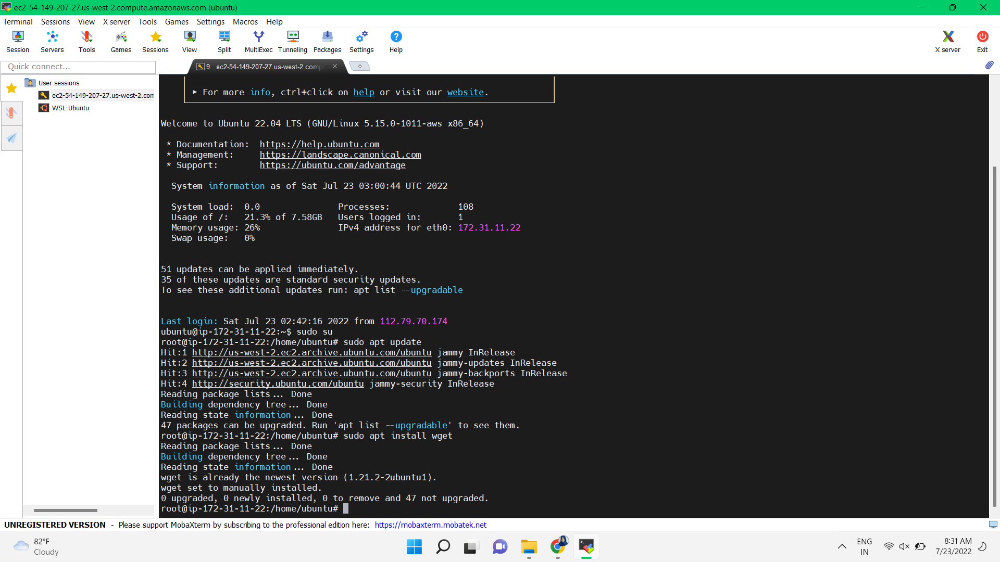 ec2-54-149-207-27.us-west-2.compute.amazonaws.com (ubuntu)
Terminal Sessions View X server Tools Games Settings Macros Help
Session Servers Tools Games Sessions View Split MultiExec Tunneling Packages Settings Help X server Exit
Quick connect...
9. ec2-54-149-207-27.us-west-2.comp
User sessions
ec2-54-149-207-27.us-west-2.com
WSL-Ubuntu
➤ For more info, ctrl+click on help or visit our website.
Welcome to Ubuntu 22.04 LTS (GNU/Linux 5.15.0-1011-aws x86_64)
* Documentation: https://help.ubuntu.com
* Management: https://landscape.canonical.com
* Support: https://ubuntu.com/advantage
System information as of Sat Jul 23 03:00:44 UTC 2022
System load: 0.0 Processes: 108
Usage of /: 21.3% of 7.58GB Users logged in: 1
Memory usage: 26% IPv4 address for eth0: 172.31.11.22
Swap usage: 0%
51 updates can be applied immediately.
35 of these updates are standard security updates.
To see these additional updates run: apt list --upgradable
Last login: Sat Jul 23 02:42:16 2022 from 112.79.70.174
ubuntu@ip-172-31-11-22:~$ sudo su
root@ip-172-31-11-22:/home/ubuntu# sudo apt update
Hit:1 http://us-west-2.ec2.archive.ubuntu.com/ubuntu jammy InRelease
Hit:2 http://us-west-2.ec2.archive.ubuntu.com/ubuntu jammy-updates InRelease
Hit:3 http://us-west-2.ec2.archive.ubuntu.com/ubuntu jammy-backports InRelease
Hit:4 http://security.ubuntu.com/ubuntu jammy-security InRelease
Reading package lists... Done
Building dependency tree... Done
Reading state information... Done
47 packages can be upgraded. Run 'apt list --upgradable' to see them.
root@ip-172-31-11-22:/home/ubuntu# sudo apt install wget
Reading package lists... Done
Building dependency tree... Done
Reading state information... Done
wget is already the newest version (1.21.2-2ubuntu1).
wget set to manually installed.
0 upgraded, 0 newly installed, 0 to remove and 47 not upgraded.
root@ip-172-31-11-22:/home/ubuntu#
UNREGISTERED VERSION - Please support MobaXterm by subscribing to the professional edition here: https://mobaxterm.mobatek.net
82°F
Cloudy
ENG
IN
8:31 AM
7/23/2022